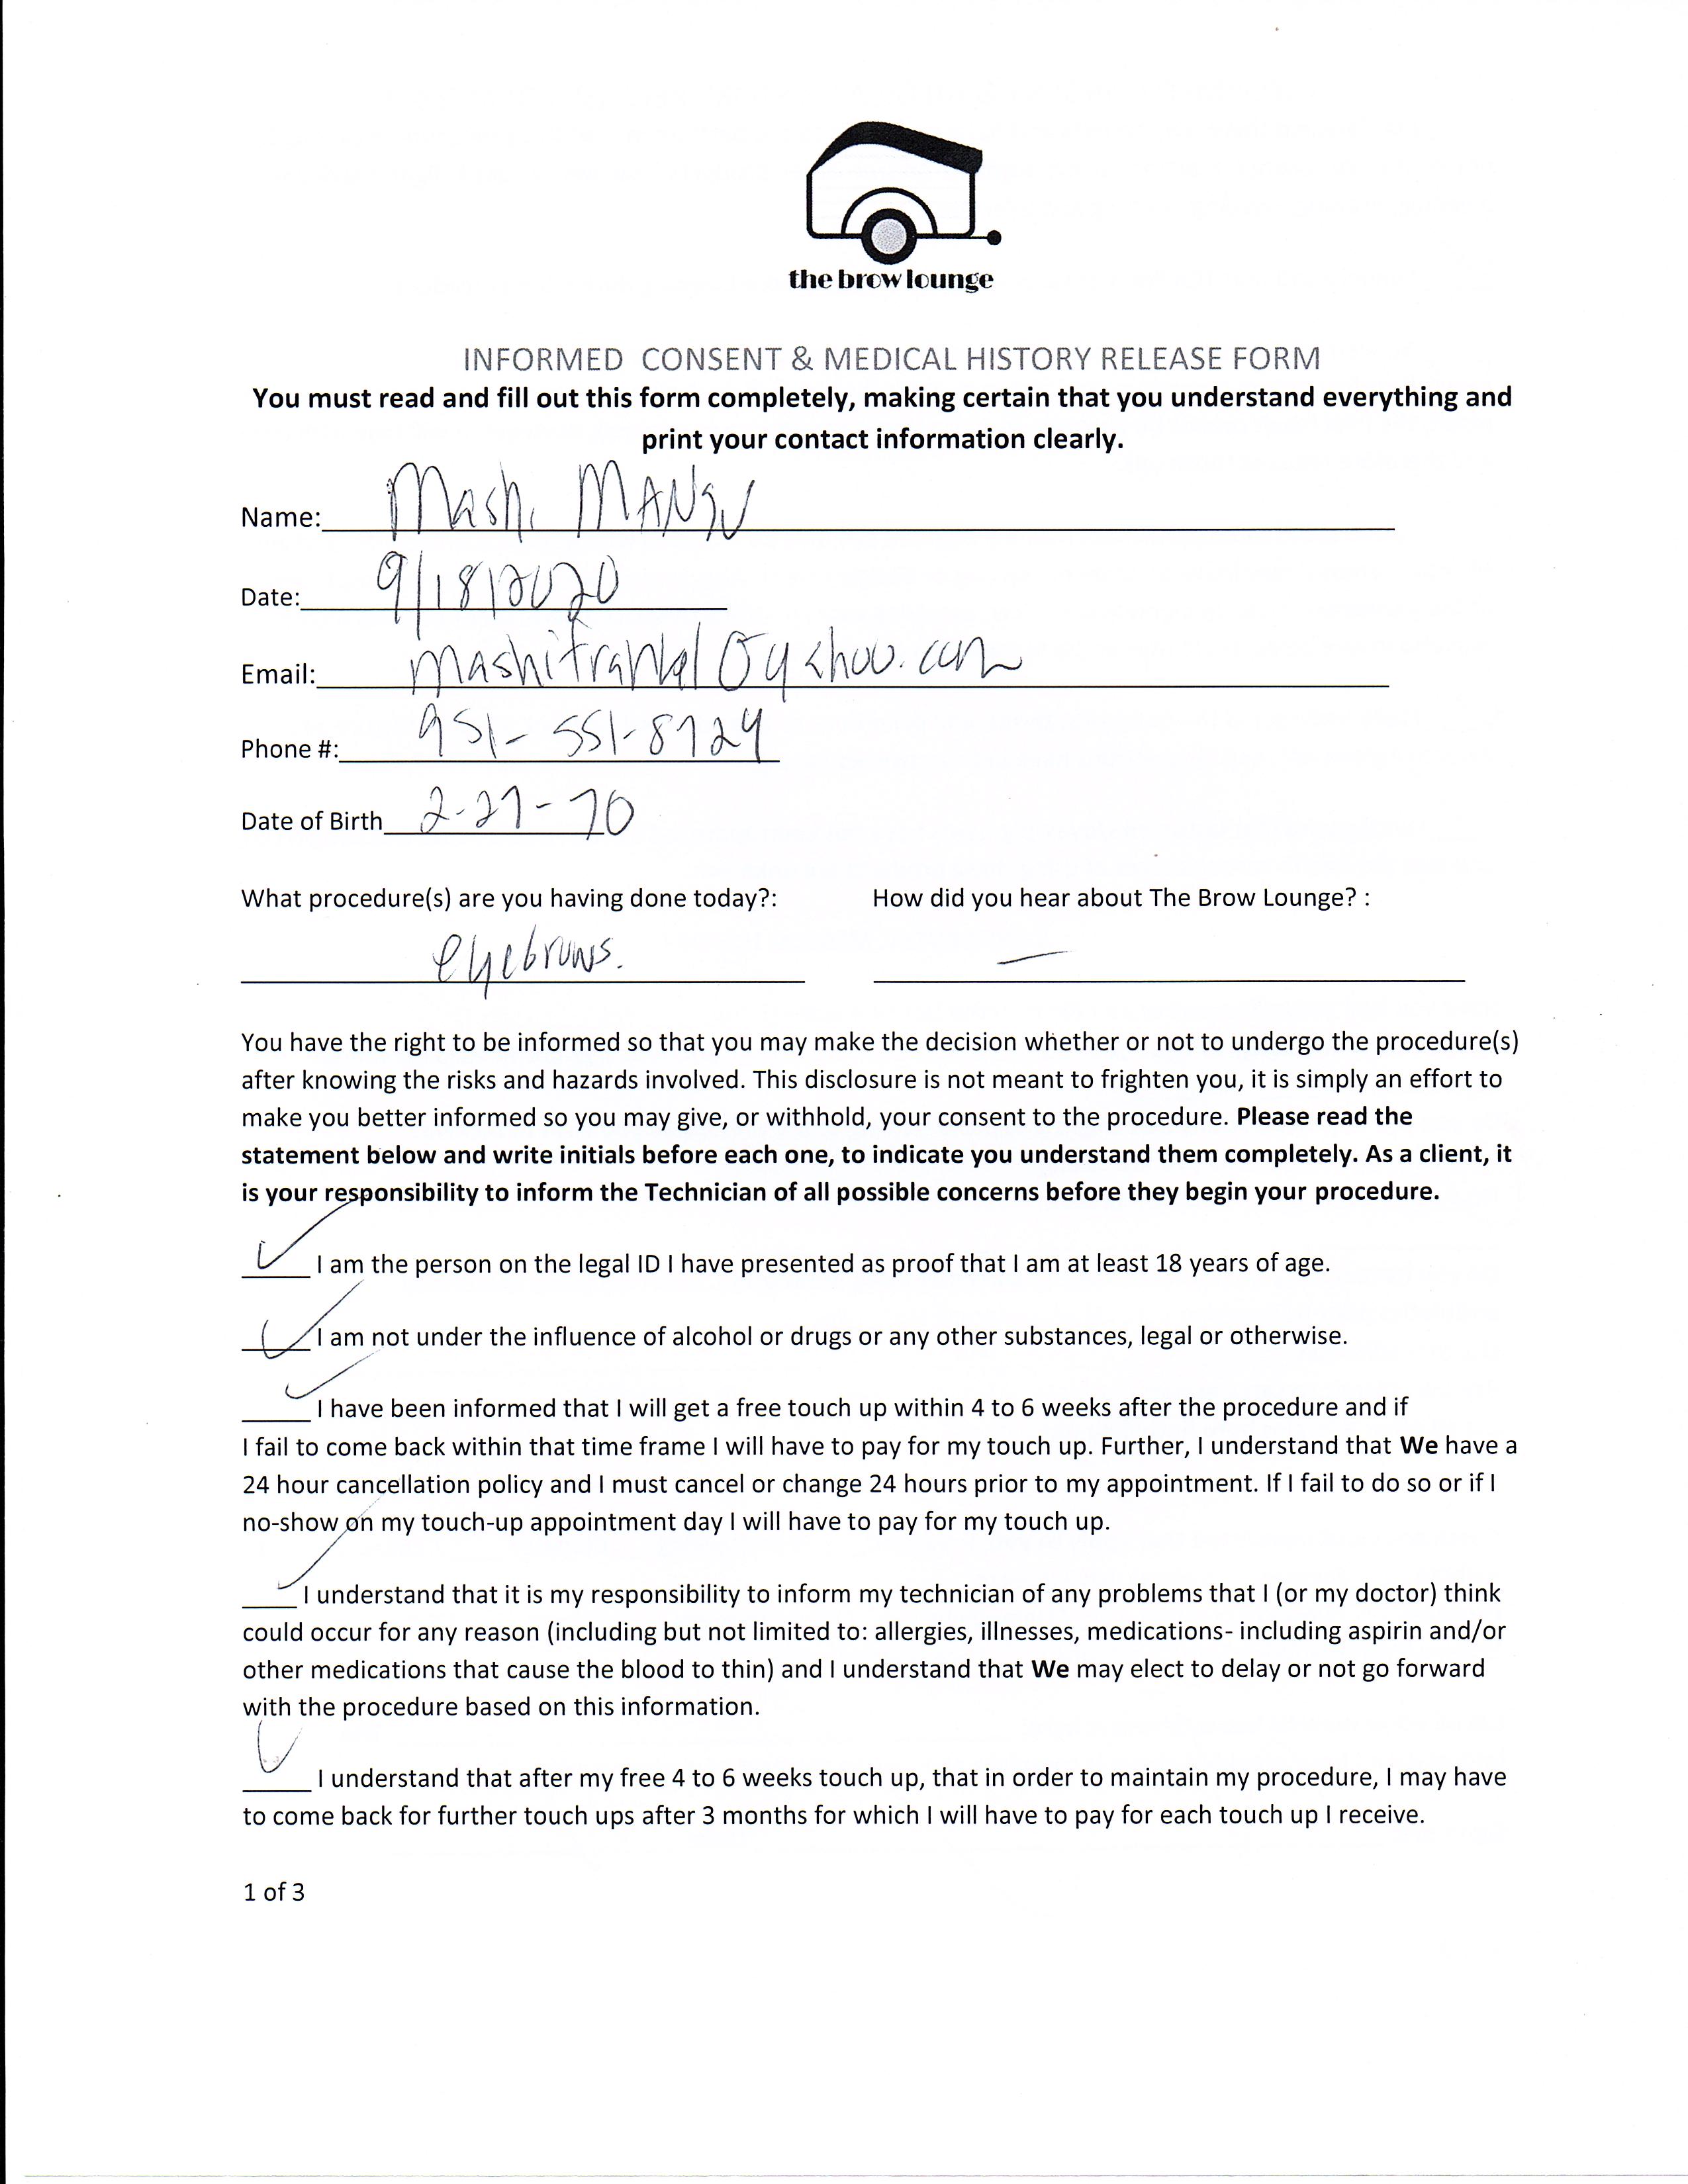 the brow lounge
INFORMED CONSENT & MEDICAL HISTORY RELEASE FORM
You must read and fill out this form completely, making certain that you understand everything and
print your contact information clearly.
Name: Mashi
Date: 9/18/2020
Email: @yahoo.com
Phone #: 951-551-8724
Date of Birth 2-27-70
What procedure(s) are you having done today?: How did you hear about The Brow Lounge? :
eyebrows. —
You have the right to be informed so that you may make the decision whether or not to undergo the procedure(s)
after knowing the risks and hazards involved. This disclosure is not meant to frighten you, it is simply an effort to
make you better informed so you may give, or withhold, your consent to the procedure. Please read the
statement below and write initials before each one, to indicate you understand them completely. As a client, it
is your responsibility to inform the Technician of all possible concerns before they begin your procedure.
I am the person on the legal ID I have presented as proof that I am at least 18 years of age.
I am not under the influence of alcohol or drugs or any other substances, legal or otherwise.
I have been informed that I will get a free touch up within 4 to 6 weeks after the procedure and if
I fail to come back within that time frame I will have to pay for my touch up. Further, I understand that We have a
24 hour cancellation policy and I must cancel or change 24 hours prior to my appointment. If I fail to do so or if I
no-show on my touch-up appointment day I will have to pay for my touch up.
I understand that it is my responsibility to inform my technician of any problems that I (or my doctor) think
could occur for any reason (including but not limited to: allergies, illnesses, medications- including aspirin and/or
other medications that cause the blood to thin) and I understand that We may elect to delay or not go forward
with the procedure based on this information.
I understand that after my free 4 to 6 weeks touch up, that in order to maintain my procedure, I may have
to come back for further touch ups after 3 months for which I will have to pay for each touch up I receive.
1 of 3